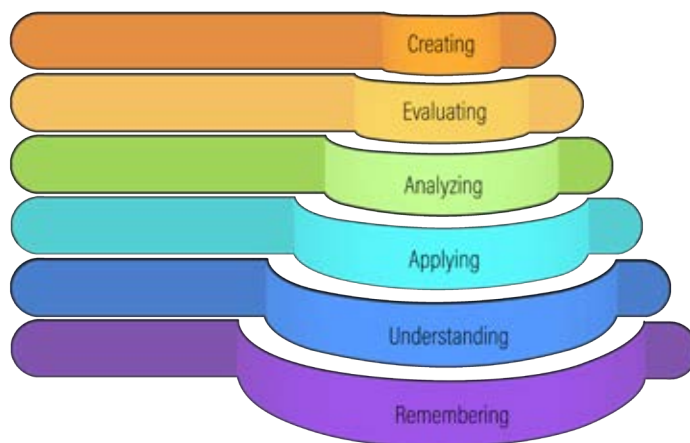 Creating
Evaluating
Analyzing
Applying
Understanding
Remembering